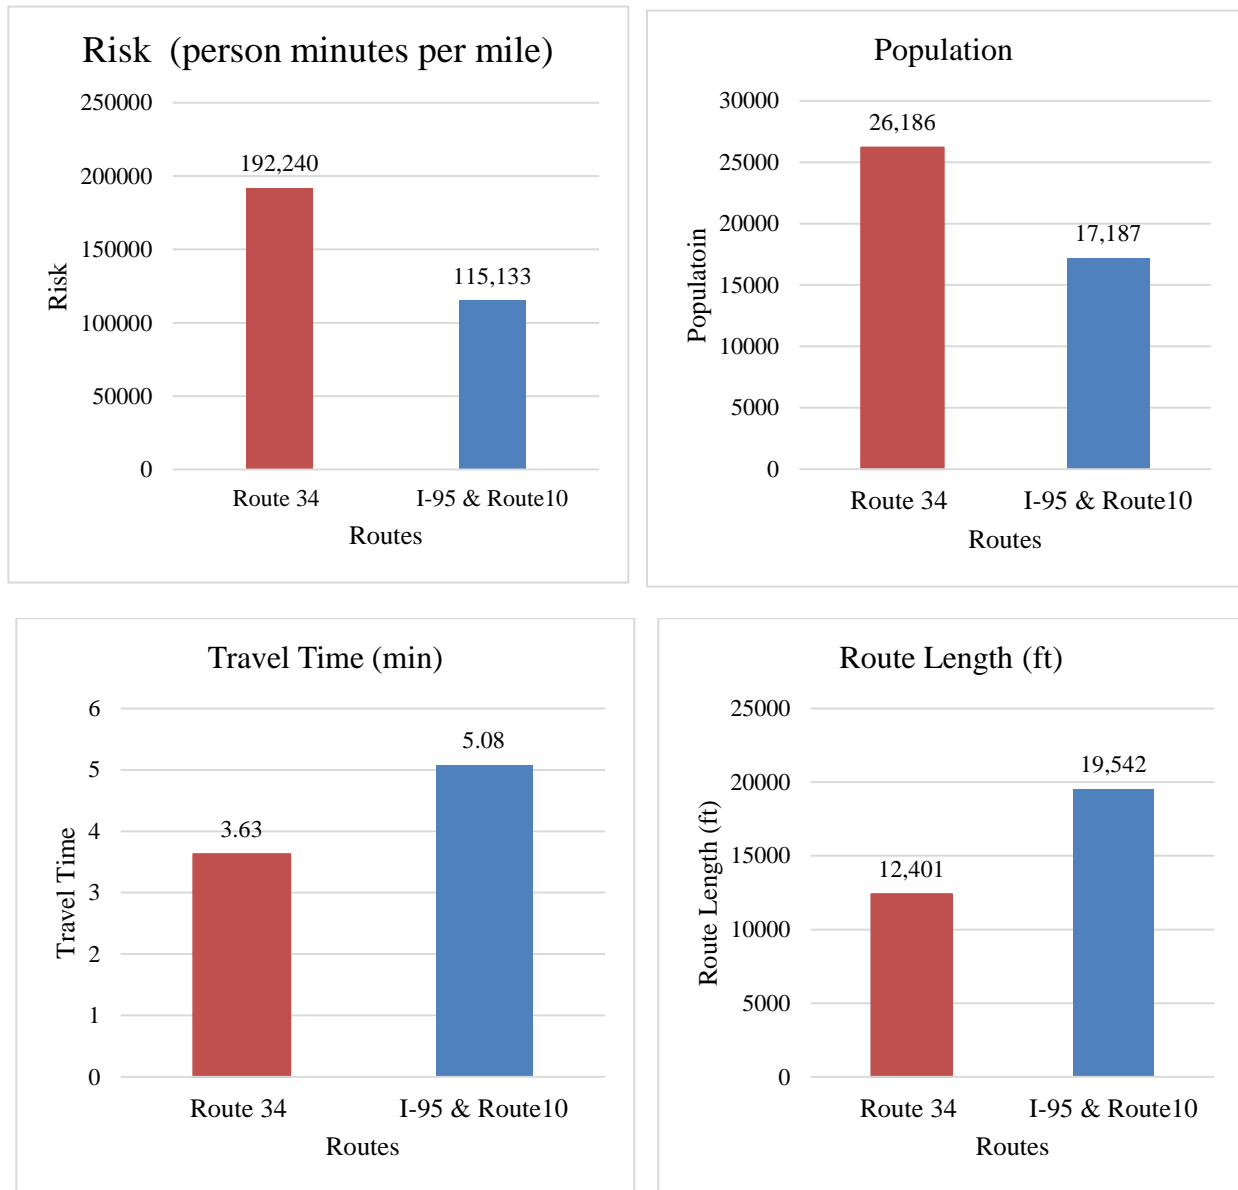 Risk  (person minutes per mile)
250000
200000
150000
100000
50000
0
192,240
115,133
Risk
Route 34
I-95 & Route10
Routes
Population
30000
25000
20000
15000
10000
5000
0
26,186
17,187
Populatoin
Route 34
I-95 & Route10
Routes
Travel Time (min)
6
5
4
3
2
1
0
3.63
5.08
Travel Time
Route 34
I-95 & Route10
Routes
Route Length (ft)
25000
20000
15000
10000
5000
0
12,401
19,542
Route Length (ft)
Route 34
I-95 & Route10
Routes